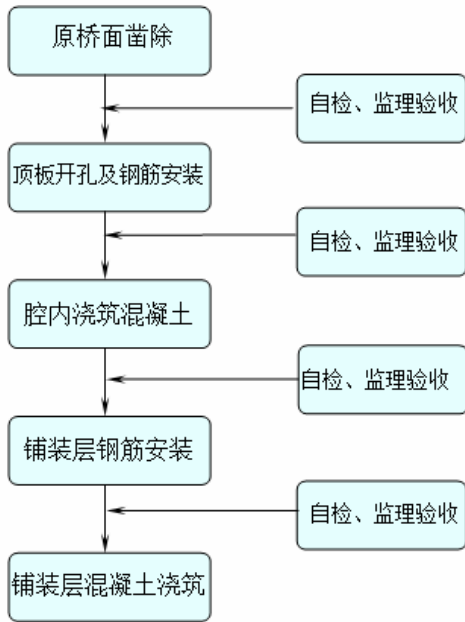 原桥面凿除
自检、监理验收
顶板开孔及钢筋安装
自检、监理验收
腔内浇筑混凝土
自检、监理验收
铺装层钢筋安装
自检、监理验收
铺装层混凝土浇筑